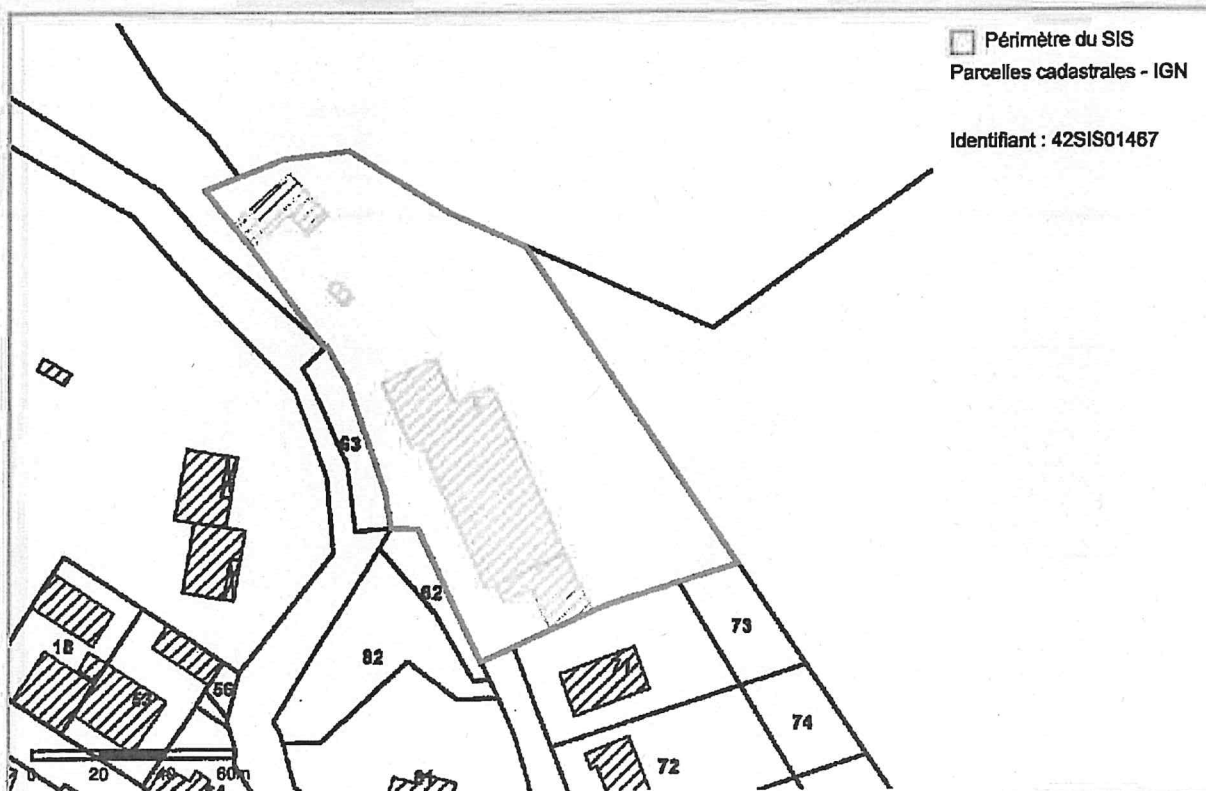 Périmètre du SIS
Parcelles cadastrales - IGN
Identifiant : 42SIS01467
63
62
82
73
74
72
71
18
56
0 20 40 60m